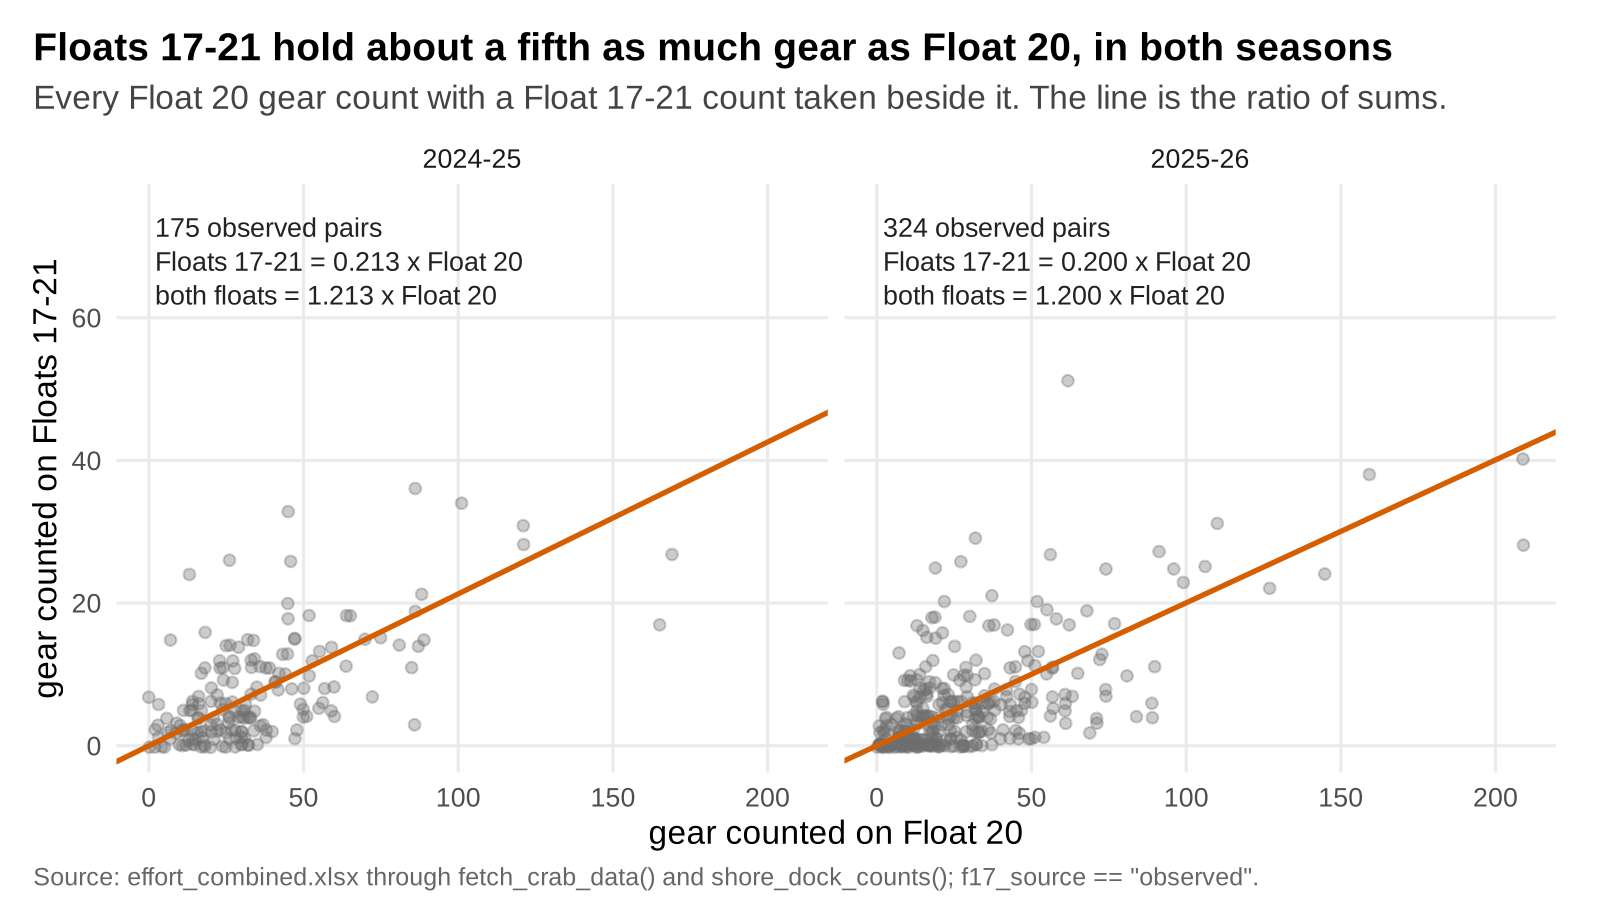 Floats 17-21 hold about a fifth as much gear as Float 20, in both seasons
Every Float 20 gear count with a Float 17-21 count taken beside it. The line is the ratio of sums.
2024-25
2025-26
175 observed pairs
Floats 17-21 = 0.213 x Float 20
both floats = 1.213 x Float 20
324 observed pairs
Floats 17-21 = 0.200 x Float 20
both floats = 1.200 x Float 20
gear counted on Floats 17-21
60
40
20
0
0 50 100 150 200
0 50 100 150 200
gear counted on Float 20
Source: effort_combined.xlsx through fetch_crab_data() and shore_dock_counts(); f17_source == "observed".